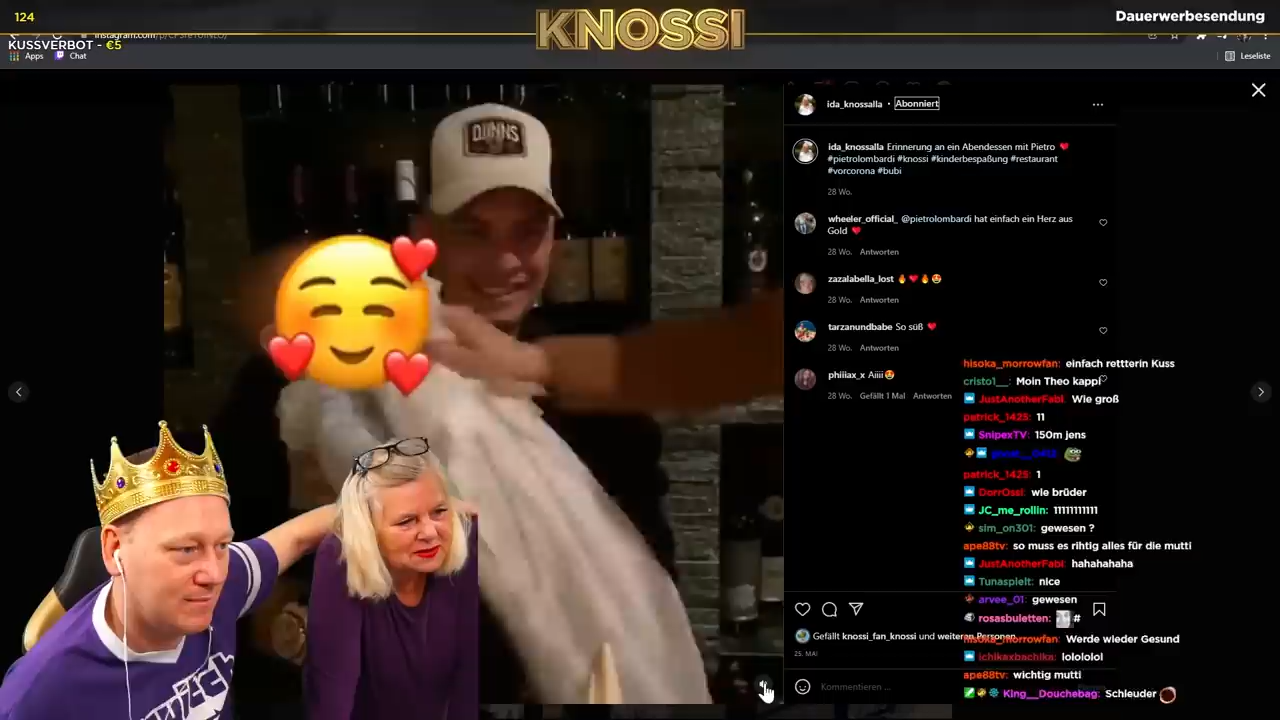 124
KNOSSI
Dauerwerbesendung
KUSSVERBOT - €5
Apps
Chat
Leseliste
ida_knossalla • Abonniert
ida_knossalla Erinnerung an ein Abendessen mit Pietro ❤️
#pietrolombardi #knossi #kinderbespaßung #restaurant
#vorcorona #bubi
28 Wo.
wheeler_official_ @pietrolombardi hat einfach ein Herz aus
Gold ❤️
28 Wo. Antworten
zazalabella_lost 🔥❤️🔥😍
28 Wo. Antworten
tarzanundbabe So süß ❤️
28 Wo. Antworten
phiiiax_x Aiiii😍
28 Wo. Gefällt 1 Mal Antworten
Gefällt knossi_fan_knossi und weiteren Personen
25. MAI
Kommentieren ...
hisoka_morrowfan: einfach rettterin Kuss
cristo1__: Moin Theo kappi
JustAnotherFabi: Wie groß
patrick_1425: 11
SnipexTV: 150m jens
patrick_1425: 1
DorrOssi: wie brüder
JC_me_rollin: 11111111111
sim_on301: gewesen ?
ape88tv: so muss es rihtig alles für die mutti
JustAnotherFabi: hahahahaha
Tunaspielt: nice
arvee_01: gewesen
rosasbuletten: #
hisoka_morrowfan: Werde wieder Gesund
ichikaxbachika: lolololol
ape88tv: wichtig mutti
King__Douchebag: Schleuder
DJINNS